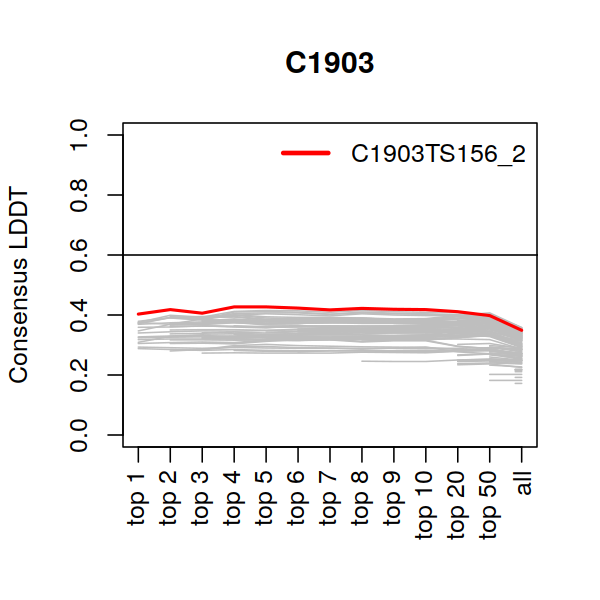 C1903
C1903TS156_2
Consensus LDDT
1.0
0.8
0.6
0.4
0.2
0.0
top 1
top 2
top 3
top 4
top 5
top 6
top 7
top 8
top 9
top 10
top 20
top 50
all